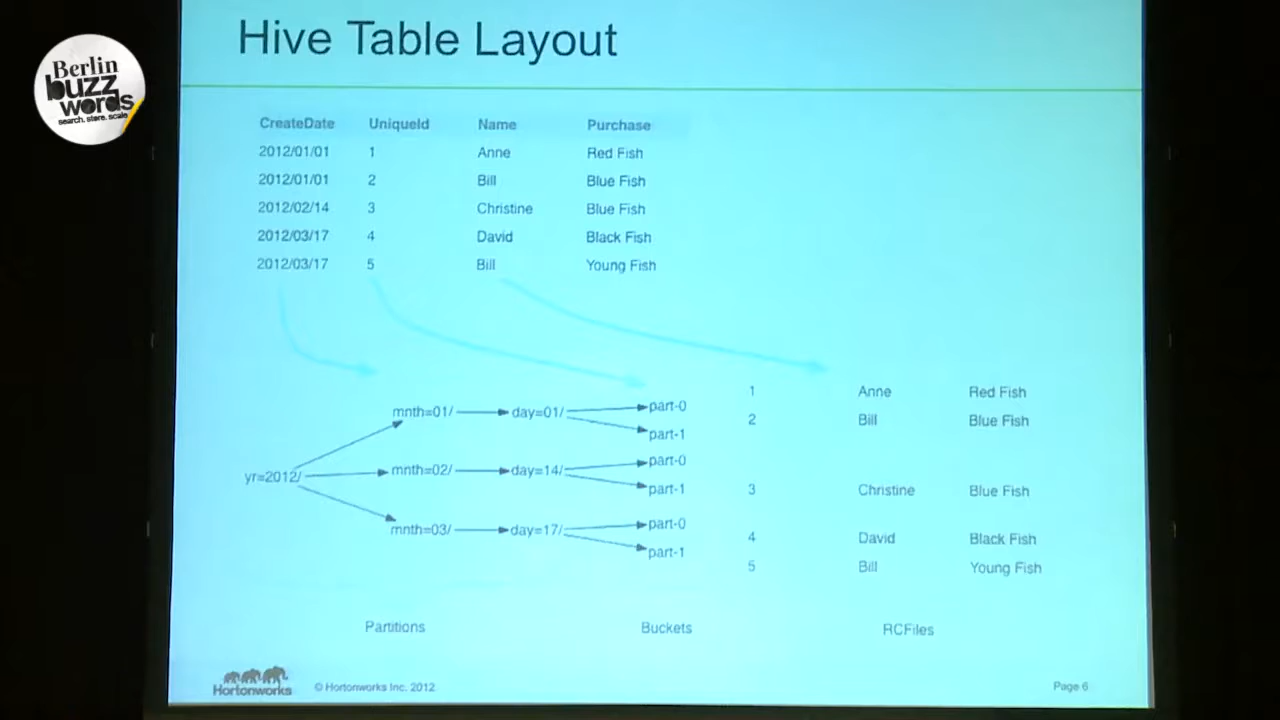 Hive Table Layout
Berlin
buzz
words
search. store. scale
CreateDate UniqueId Name Purchase
2012/01/01 1 Anne Red Fish
2012/01/01 2 Bill Blue Fish
2012/02/14 3 Christine Blue Fish
2012/03/17 4 David Black Fish
2012/03/17 5 Bill Young Fish
1 Anne Red Fish
mnth=01/ day=01/ part-0
2 Bill Blue Fish
part-1
part-0
yr=2012/ mnth=02/ day=14/
part-1 3 Christine Blue Fish
part-0
mnth=03/ day=17/ 4 David Black Fish
part-1
5 Bill Young Fish
Partitions Buckets RCFiles
Hortonworks © Hortonworks Inc. 2012 Page 6